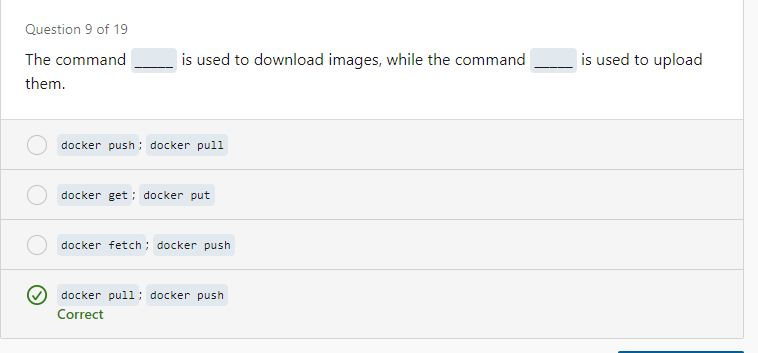 Question 9 of 19
The command _____ is used to download images, while the command _____ is used to upload
them.
docker push; docker pull
docker get; docker put
docker fetch; docker push
docker pull; docker push
Correct